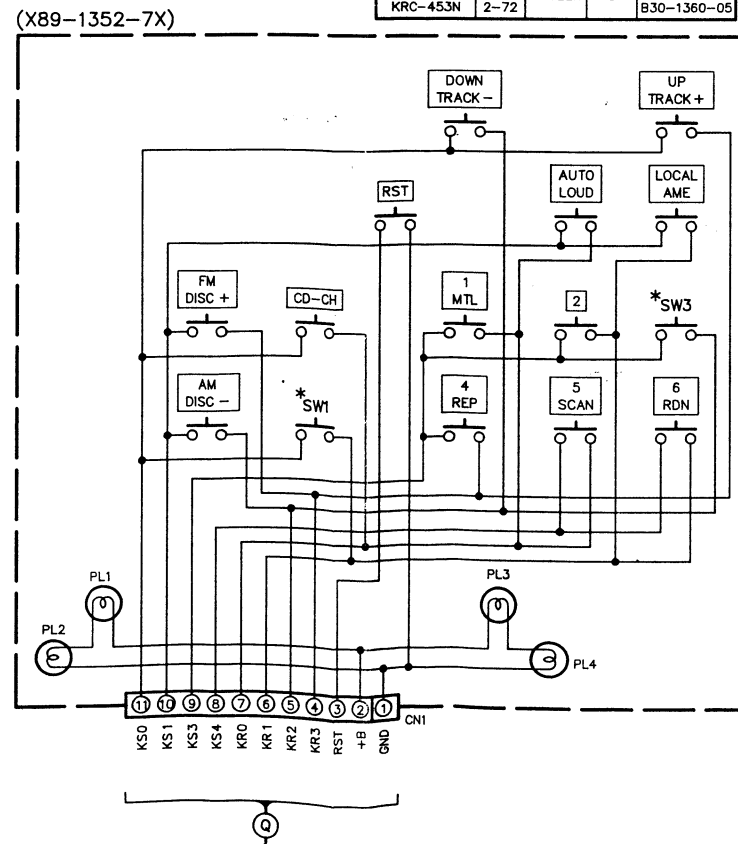 (X89-1352-7X)
KRC-453N 2-72 B30-1360-05
DOWN
TRACK -
UP
TRACK +
RST
AUTO
LOUD
LOCAL
AME
FM
DISC +
CD-CH
1
MTL
2
*SW3
AM
DISC -
*SW1
4
REP
5
SCAN
6
RDN
PL1
PL2
PL3
PL4
11 10 9 8 7 6 5 4 3 2 1
CN1
KS0
KS1
KS3
KS4
KR0
KR1
KR2
KR3
RST
+B
GND
Q